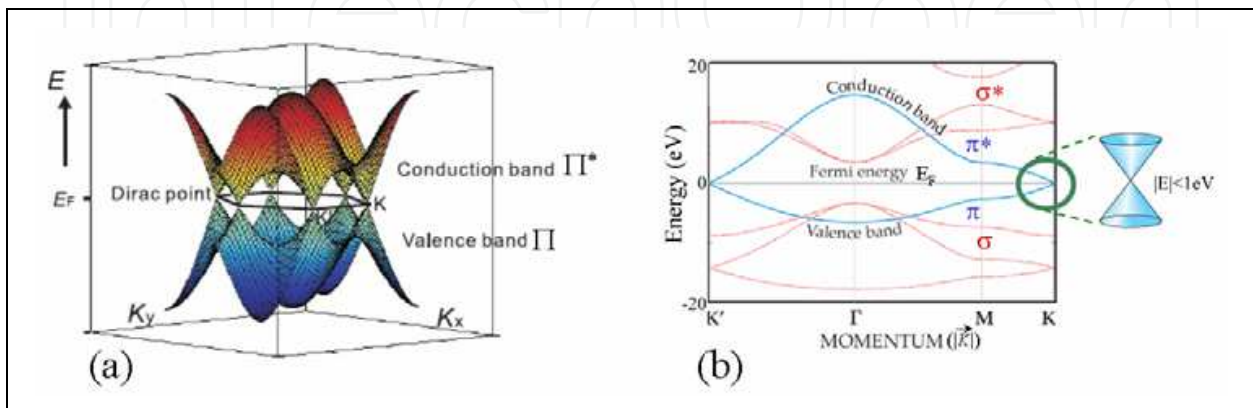 E
Conduction band Π*
Dirac point
EF
K
K'
Valence band Π
Ky
Kx
(a)
20
Conduction band
σ*
π*
Fermi energy EF
0
|E|<1eV
π
Valence band
σ
-20
Energy (eV)
K' Γ M K
MOMENTUM (|k⃗|)
(b)